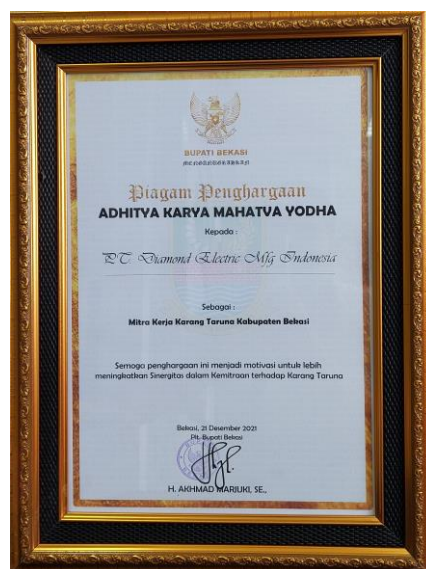 BUPATI BEKASI
MENGANUGERAHKAN
Piagam Penghargaan
ADHITYA KARYA MAHATVA YODHA
Kepada :
PT. Diamond Electric Mfg Indonesia
Sebagai :
Mitra Kerja Karang Taruna Kabupaten Bekasi
Semoga penghargaan ini menjadi motivasi untuk lebih
meningkatkan Sinergitas dalam Kemitraan terhadap Karang Taruna
Bekasi, 21 Desember 2021
Plt. Bupati Bekasi
H. AKHMAD MARJUKI, SE.,